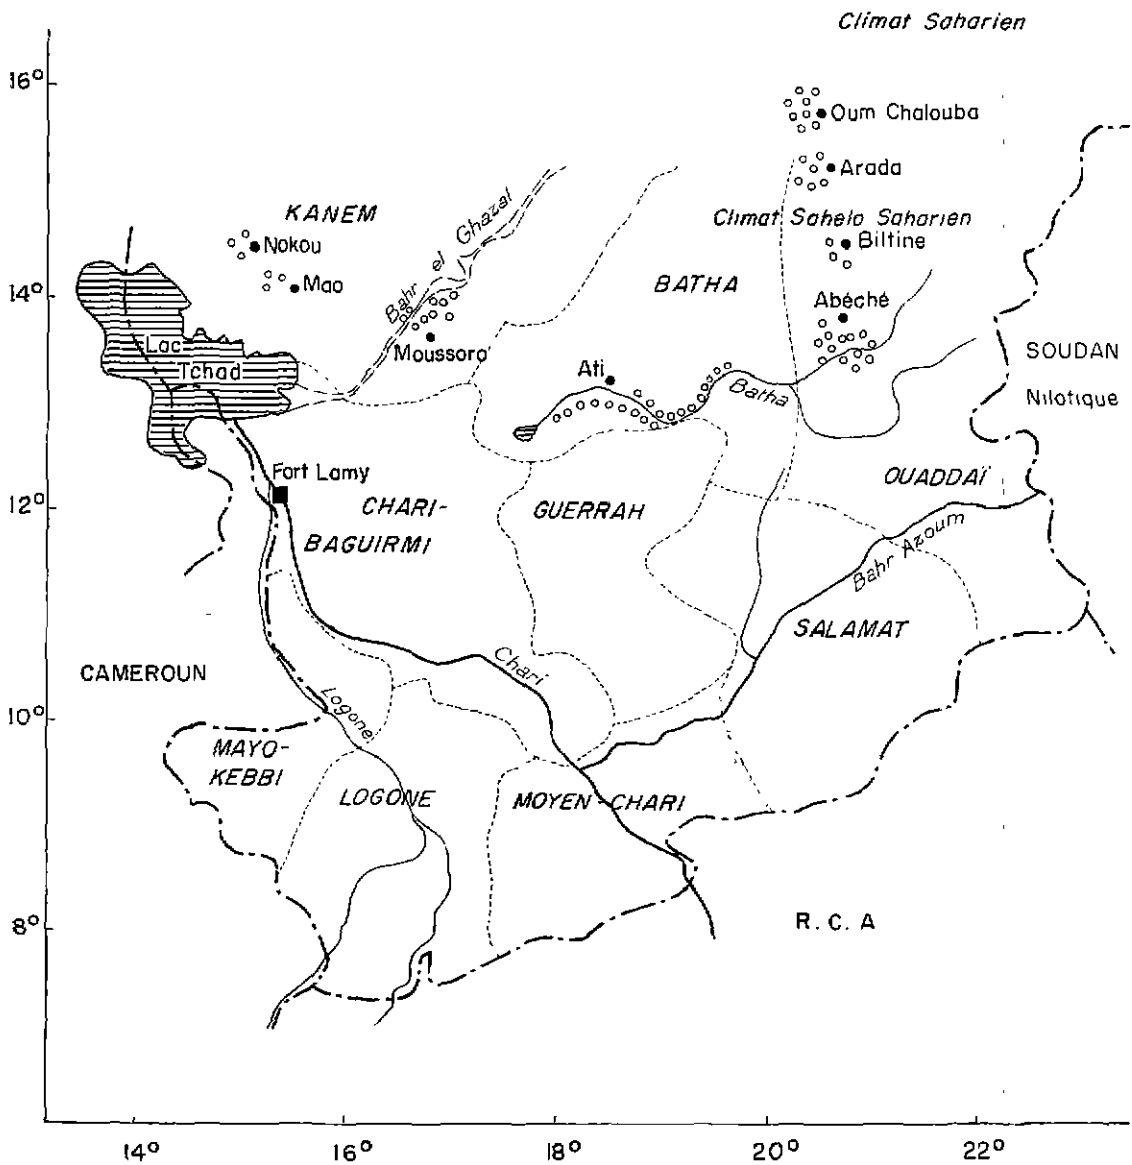 Climat Saharien
16°
Oum Chalouba
Arada
KANEM
Bahr el Ghazal
Climat Sahelo Saharien
Nokou
Biltine
Mao
BATHA
14°
Abéché
Lac
Tchad
Moussoro
Ati
Batha
SOUDAN
Nilotique
Fort Lamy
OUADDAÏ
12°
CHARI-
BAGUIRMI
GUERRAH
Bahr Azoum
SALAMAT
CAMEROUN
Chari
Logone
10°
MAYO-
KEBBI
LOGONE
MOYEN-CHARI
8°
R. C. A
14°
16°
18°
20°
22°